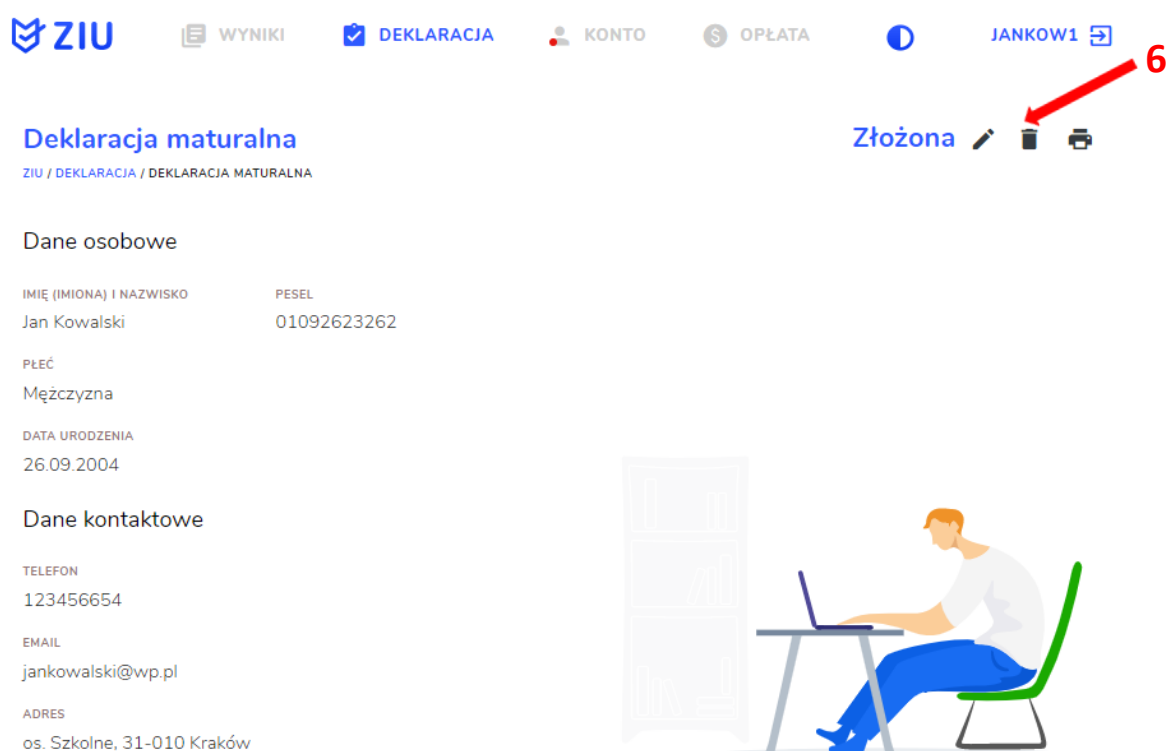 ZIU WYNIKI DEKLARACJA KONTO OPŁATA JANKOW1
6
Deklaracja maturalna Złożona
ZIU / DEKLARACJA / DEKLARACJA MATURALNA
Dane osobowe
IMIĘ (IMIONA) I NAZWISKO PESEL
Jan Kowalski 01092623262
PŁEĆ
Mężczyzna
DATA URODZENIA
26.09.2004
Dane kontaktowe
TELEFON
123456654
EMAIL
jankowalski@wp.pl
ADRES
os. Szkolne, 31-010 Kraków